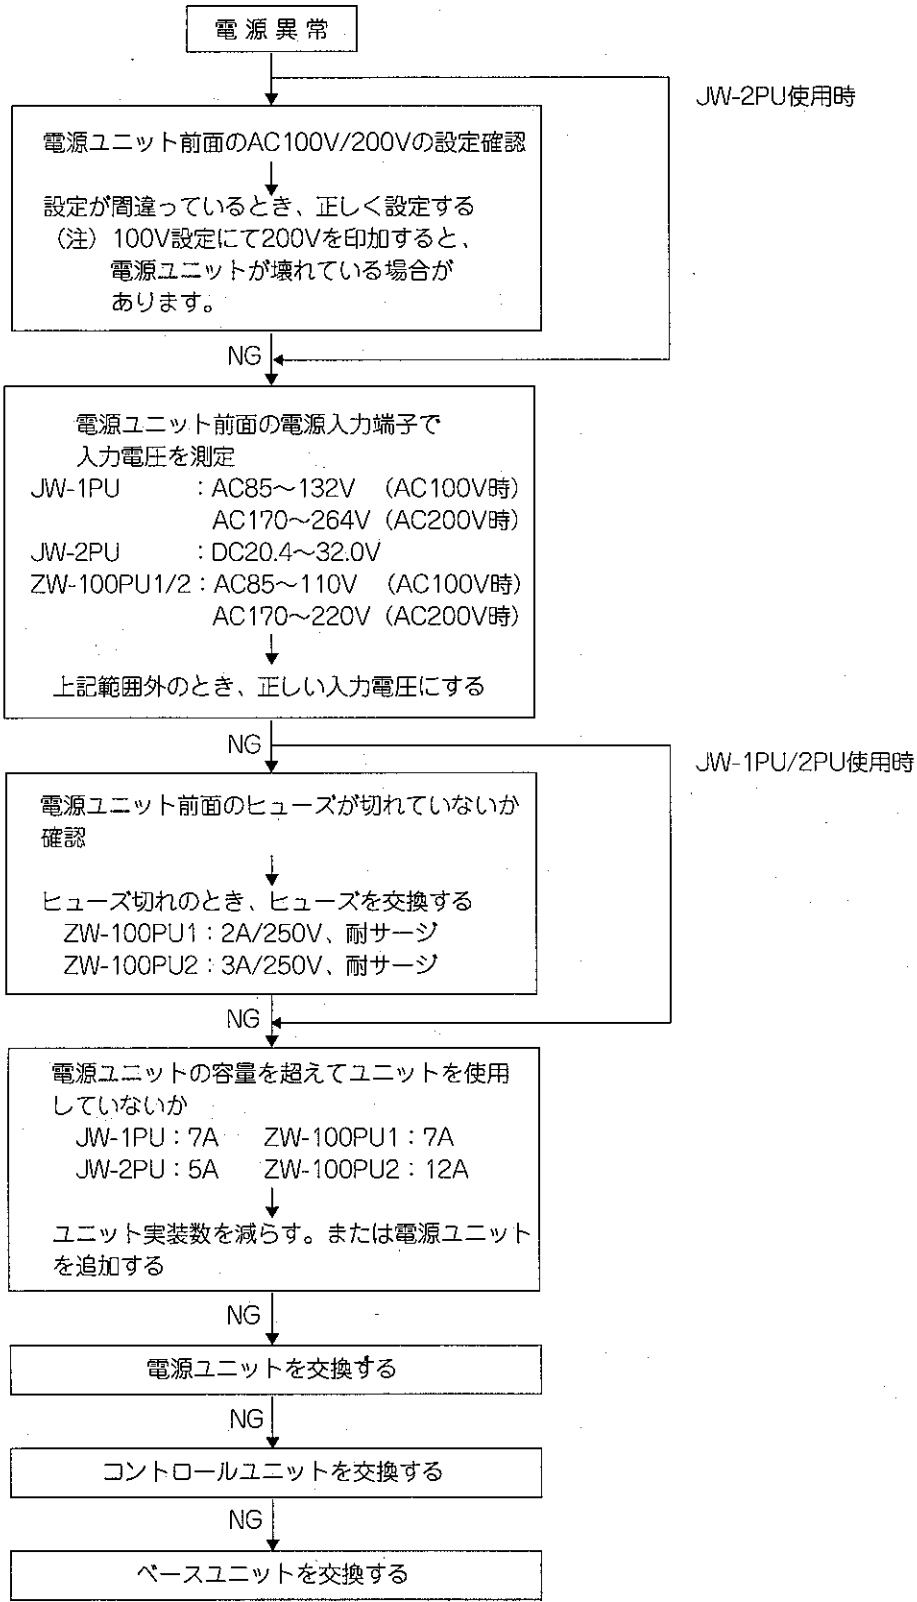 電源異常
JW-2PU使用時
電源ユニット前面のAC100V/200Vの設定確認
設定が間違っているとき、正しく設定する
（注）100V設定にて200Vを印加すると、
電源ユニットが壊れている場合が
あります。
NG
電源ユニット前面の電源入力端子で
入力電圧を測定
JW-1PU ：AC85～132V （AC100V時）
AC170～264V（AC200V時）
JW-2PU ：DC20.4～32.0V
ZW-100PU1/2：AC85～110V （AC100V時）
AC170～220V（AC200V時）
上記範囲外のとき、正しい入力電圧にする
NG
JW-1PU/2PU使用時
電源ユニット前面のヒューズが切れていないか
確認
ヒューズ切れのとき、ヒューズを交換する
ZW-100PU1：2A/250V、耐サージ
ZW-100PU2：3A/250V、耐サージ
NG
電源ユニットの容量を超えてユニットを使用
していないか
JW-1PU：7A ZW-100PU1：7A
JW-2PU：5A ZW-100PU2：12A
ユニット実装数を減らす。または電源ユニット
を追加する
NG
電源ユニットを交換する
NG
コントロールユニットを交換する
NG
ベースユニットを交換する